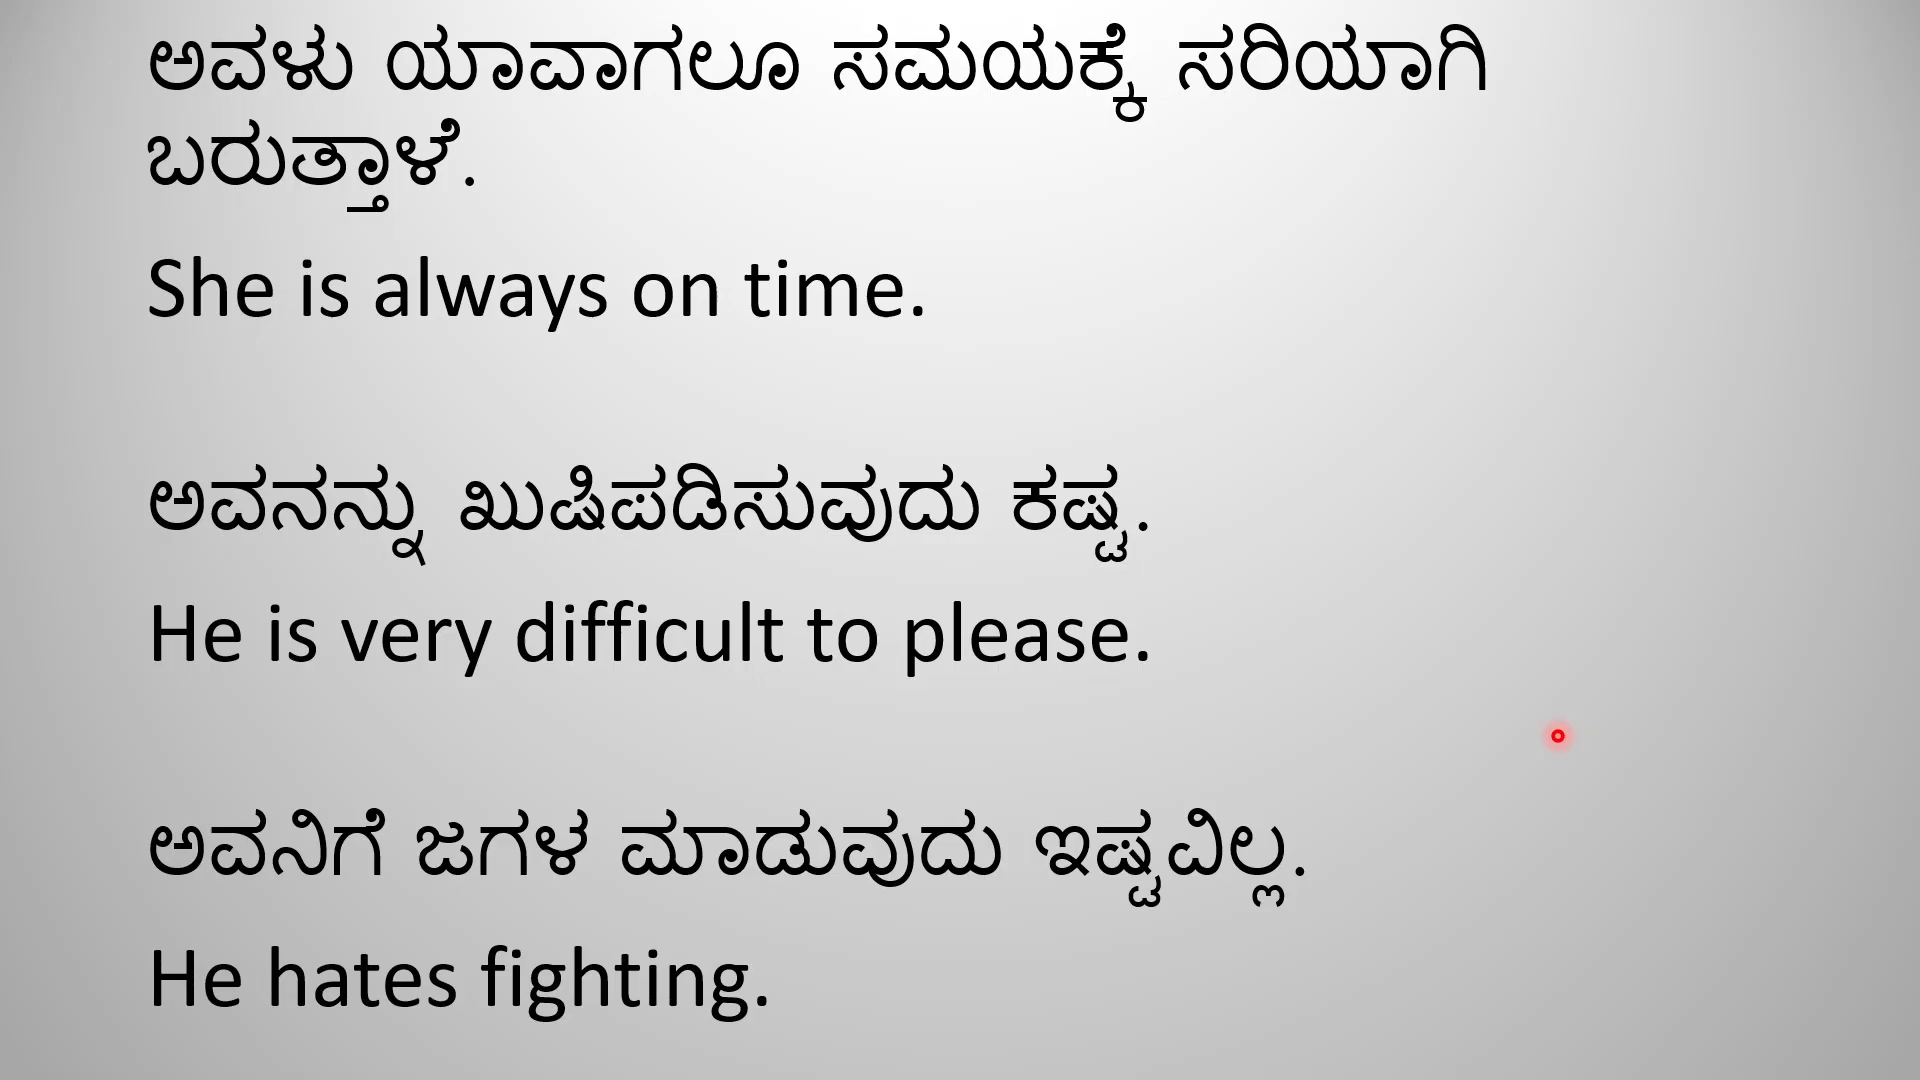 ಅವಳು ಯಾವಾಗಲೂ ಸಮಯಕ್ಕೆ ಸರಿಯಾಗಿ
ಬರುತ್ತಾಳೆ.
She is always on time.
ಅವನನ್ನು ಖುಷಿಪಡಿಸುವುದು ಕಷ್ಟ.
He is very difficult to please.
ಅವನಿಗೆ ಜಗಳ ಮಾಡುವುದು ಇಷ್ಟವಿಲ್ಲ.
He hates fighting.